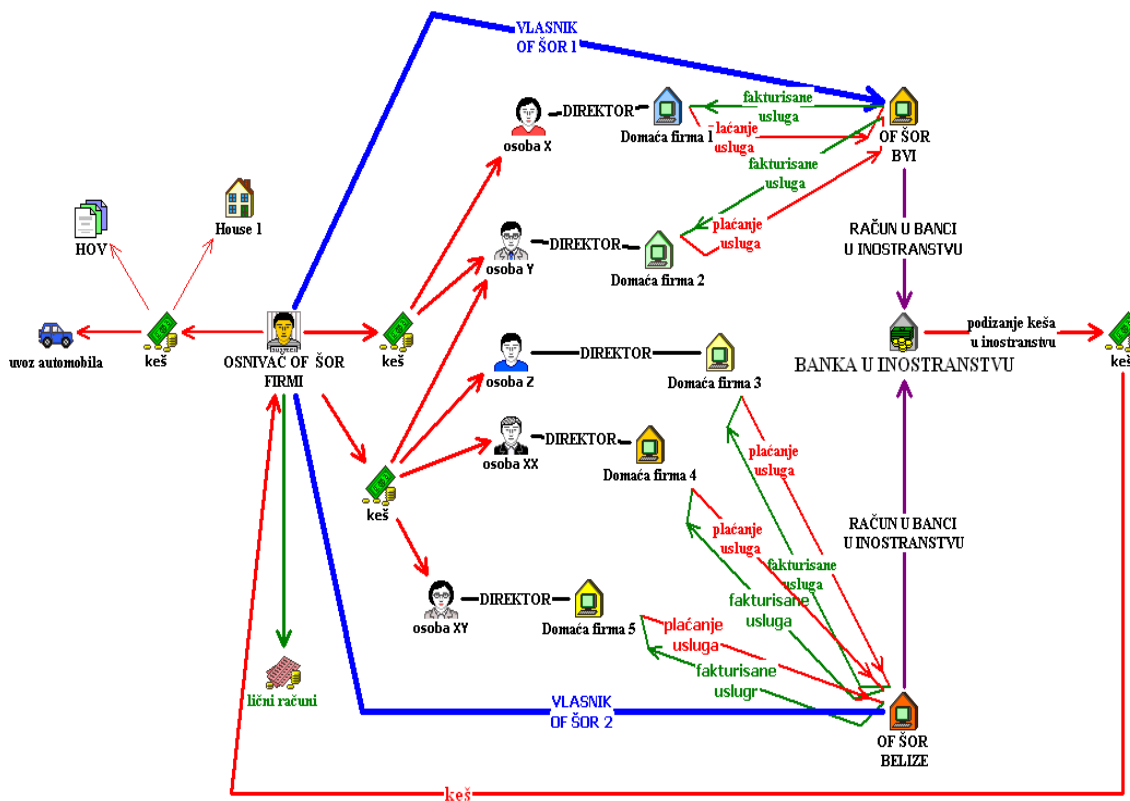 VLASNIK
OF ŠOR 1
osoba X
DIREKTOR
Domaća firma 1
fakturisane
usluga
plaćanje
usluga
OF ŠOR
BVI
fakturisane
usluga
HOV
House 1
osoba Y
DIREKTOR
Domaća firma 2
plaćanje
usluga
RAČUN U BANCI
U INOSTRANSTVU
uvoz automobila
keš
OSNIVAČ OF ŠOR
FIRMI
keš
osoba Z
DIREKTOR
Domaća firma 3
BANKA U INOSTRANSTVU
podizanje keša
u inostranstvu
keš
osoba XX
DIREKTOR
Domaća firma 4
plaćanje
usluga
keš
plaćanje
usluga
RAČUN U BANCI
U INOSTRANSTVU
fakturisane
usluga
fakturisane
usluga
osoba XY
DIREKTOR
Domaća firma 5
plaćanje
usluga
fakturisane
uslugr
lični računi
VLASNIK
OF ŠOR 2
OF ŠOR
BELIZE
keš